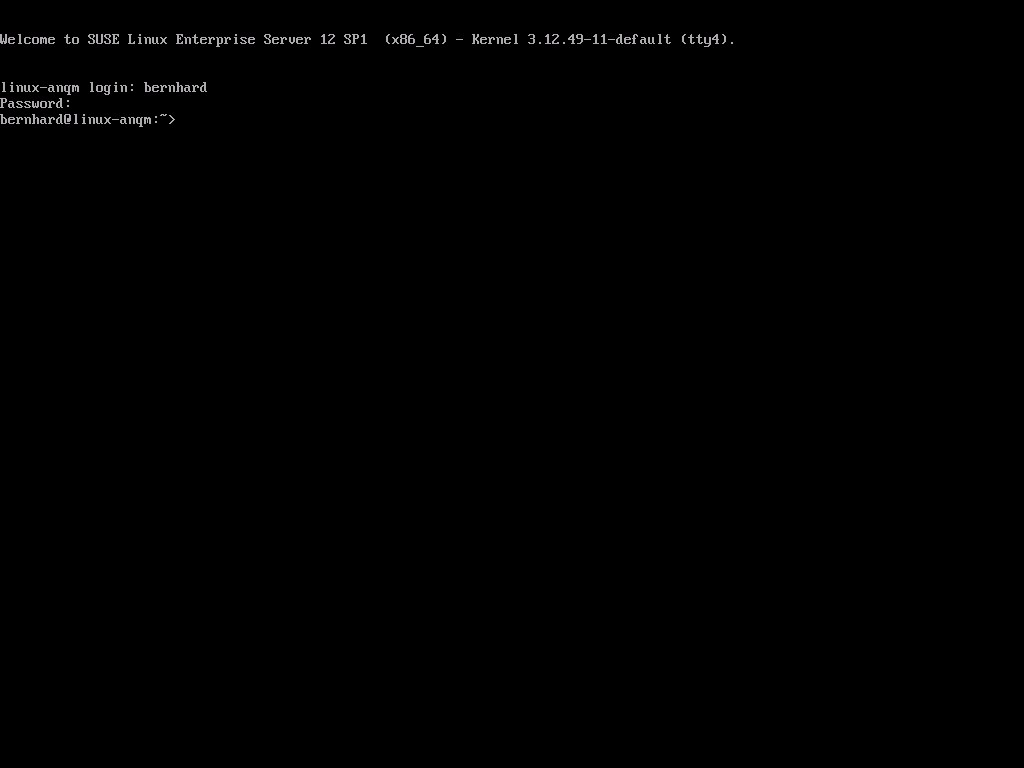 Welcome to SUSE Linux Enterprise Server 12 SP1  (x86_64) - Kernel 3.12.49-11-default (tty4).
linux-anqm login: bernhard
Password:
bernhard@linux-anqm:~>